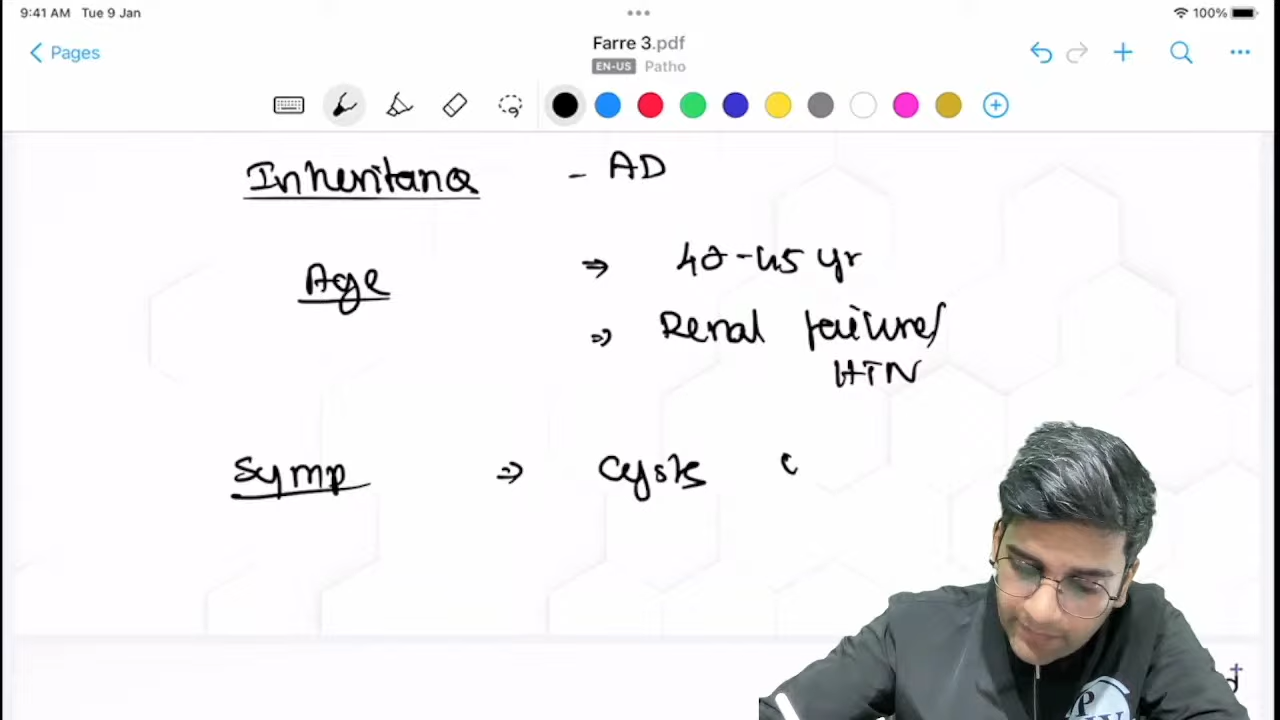 9:41 AM Tue 9 Jan
100%
Pages
Farre 3.pdf
EN-US Patho
Inheritance - AD
Age ⇒ 40-45 yr
⇒ Renal failure/
HTN
Symp ⇒ Cysts
P